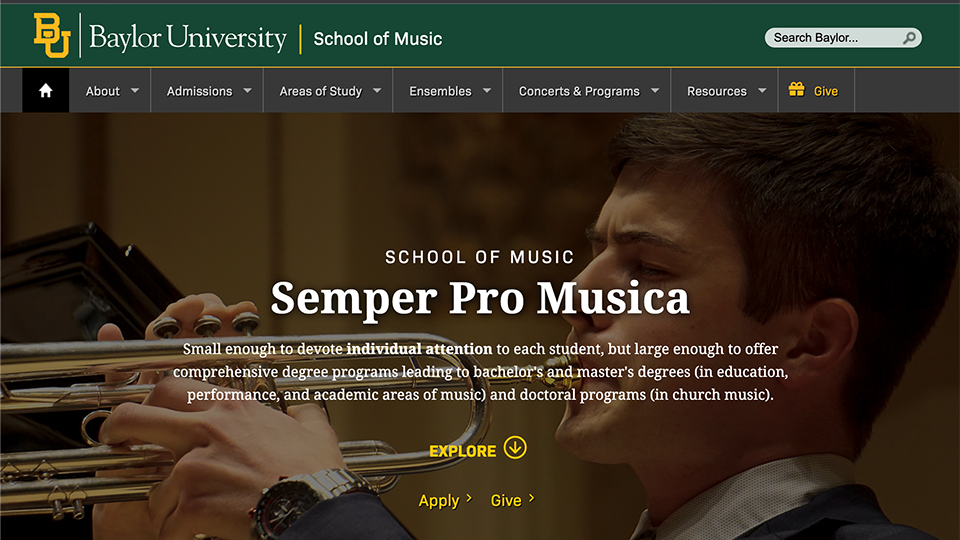 BU Baylor University | School of Music
Search Baylor...
About Admissions Areas of Study Ensembles Concerts & Programs Resources Give
SCHOOL OF MUSIC
Semper Pro Musica
Small enough to devote individual attention to each student, but large enough to offer
comprehensive degree programs leading to bachelor's and master's degrees (in education,
performance, and academic areas of music) and doctoral programs (in church music).
EXPLORE
Apply > Give >